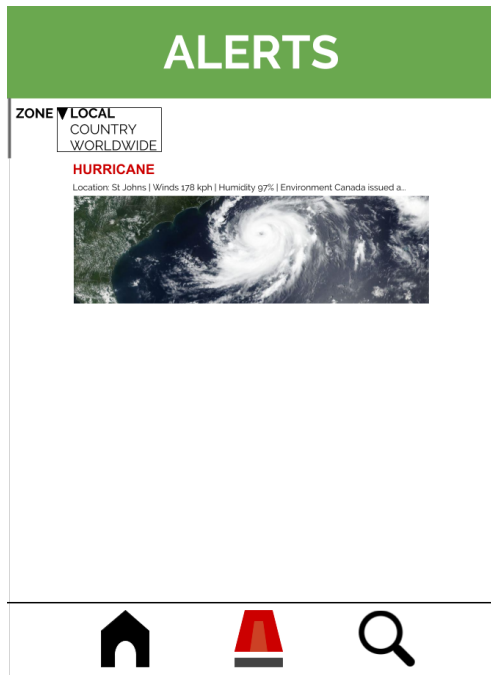 ALERTS
ZONE ▼ LOCAL
COUNTRY
WORLDWIDE
HURRICANE
Location: St Johns | Winds 178 kph | Humidity 97% | Environment Canada issued a...